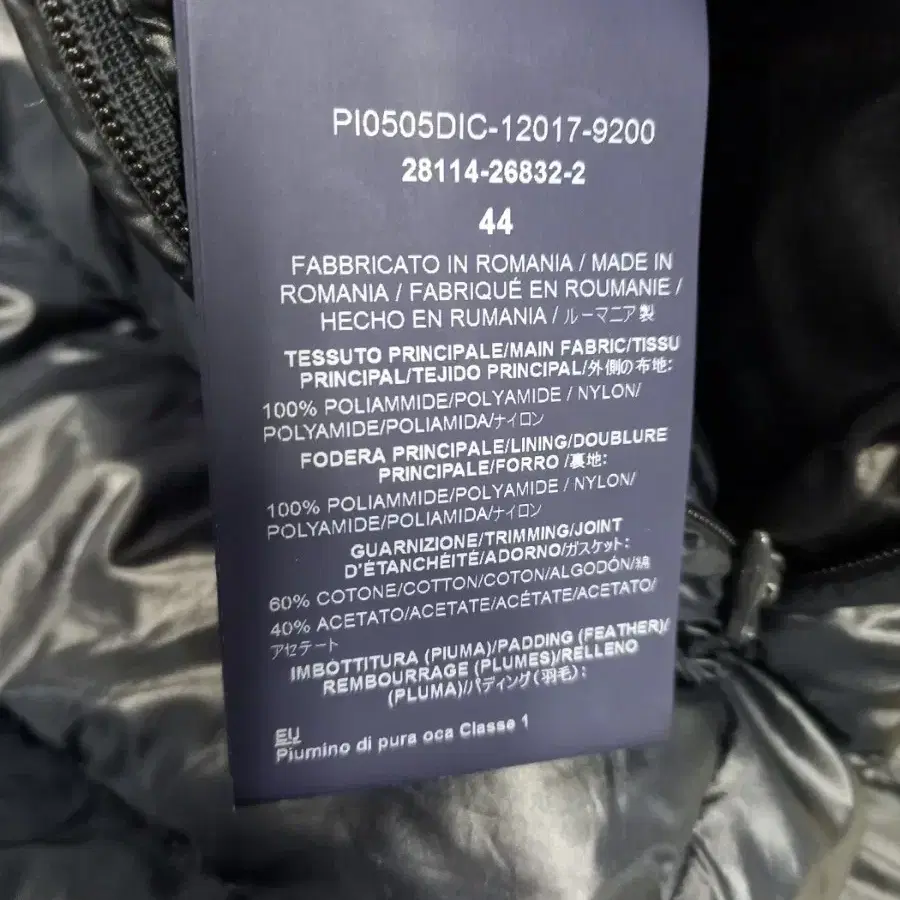 PI0505DIC-12017-9200
28114-26832-2
44
FABBRICATO IN ROMANIA / MADE IN
ROMANIA / FABRIQUÉ EN ROUMANIE /
HECHO EN RUMANIA / ルーマニア製
TESSUTO PRINCIPALE/MAIN FABRIC/TISSU
PRINCIPAL/TEJIDO PRINCIPAL/外側の布地:
100% POLIAMMIDE/POLYAMIDE / NYLON/
POLYAMIDE/POLIAMIDA/ナイロン
FODERA PRINCIPALE/LINING/DOUBLURE
PRINCIPALE/FORRO /裏地:
100% POLIAMMIDE/POLYAMIDE / NYLON/
POLYAMIDE/POLIAMIDA/ナイロン
GUARNIZIONE/TRIMMING/JOINT
D'ÉTANCHÉITÉ/ADORNO/ガスケット:
60% COTONE/COTTON/COTON/ALGODÓN/綿
40% ACETATO/ACETATE/ACÉTATE/ACETATO/
アセテート
IMBOTTITURA (PIUMA)/PADDING (FEATHER)/
REMBOURRAGE (PLUMES)/RELLENO
(PLUMA)/パディング(羽毛):
EU
Piumino di pura oca Classe 1